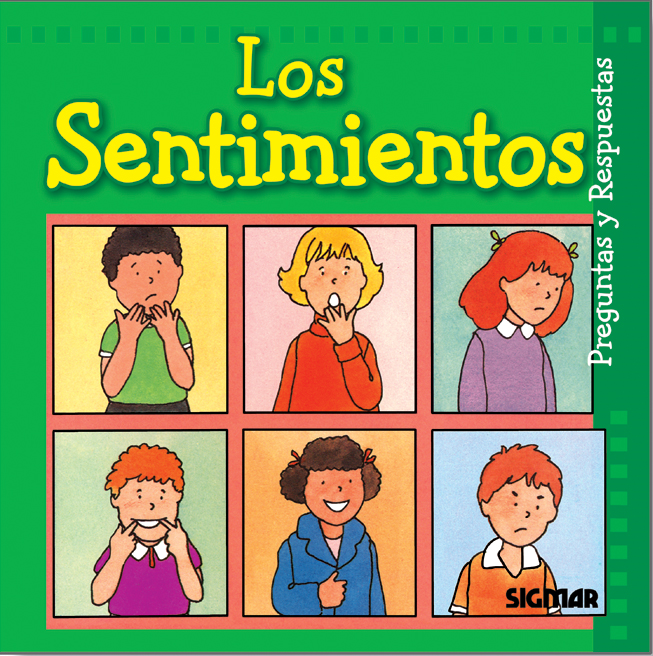 Los
Sentimientos
Preguntas y Respuestas
SIGMAR